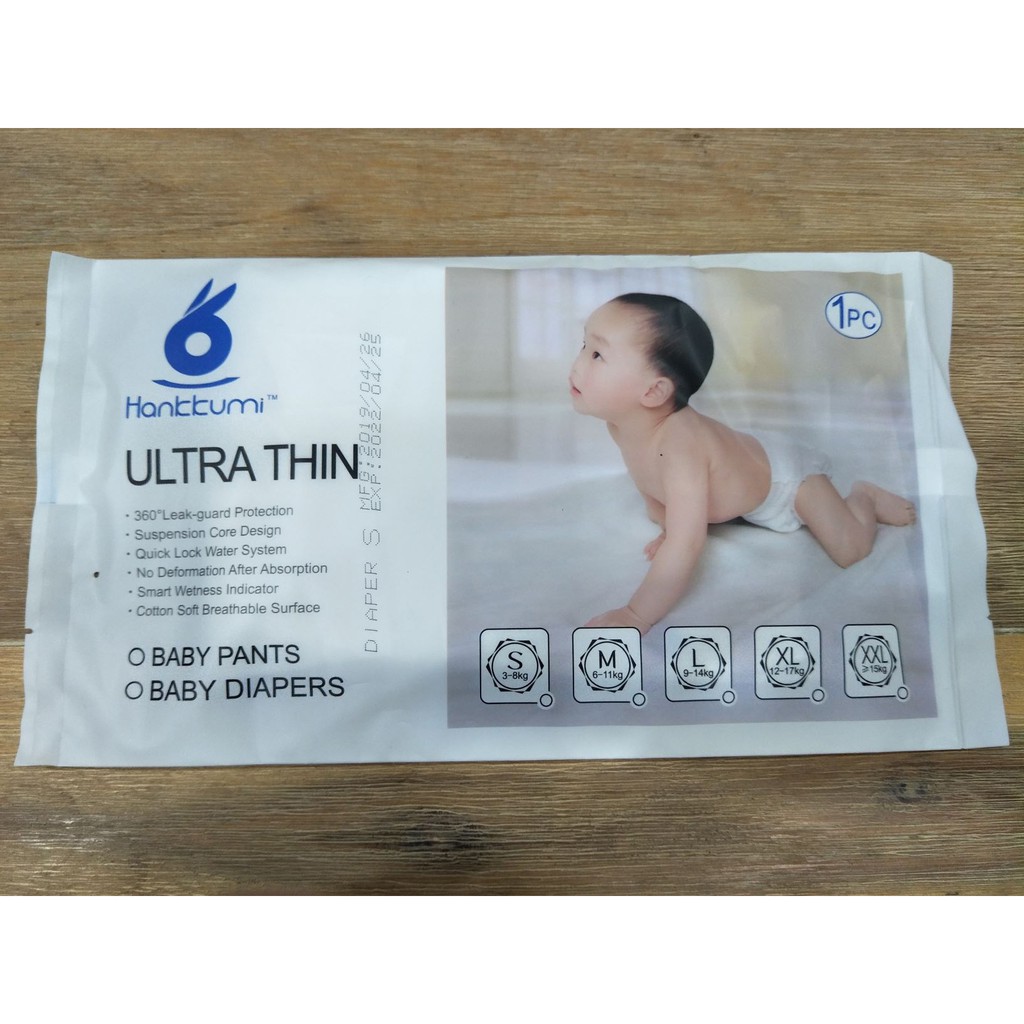 Hankkumi™
ULTRA THIN
· 360°Leak-guard Protection
· Suspension Core Design
· Quick Lock Water System
· No Deformation After Absorption
· Smart Wetness Indicator
· Cotton Soft Breathable Surface
O BABY PANTS
O BABY DIAPERS
DIAPER S MFG:2019/04/26
EXP:2022/04/25
1PC
S
3-8kg
M
6-11kg
L
9-14kg
XL
12-17kg
XXL
≥15kg